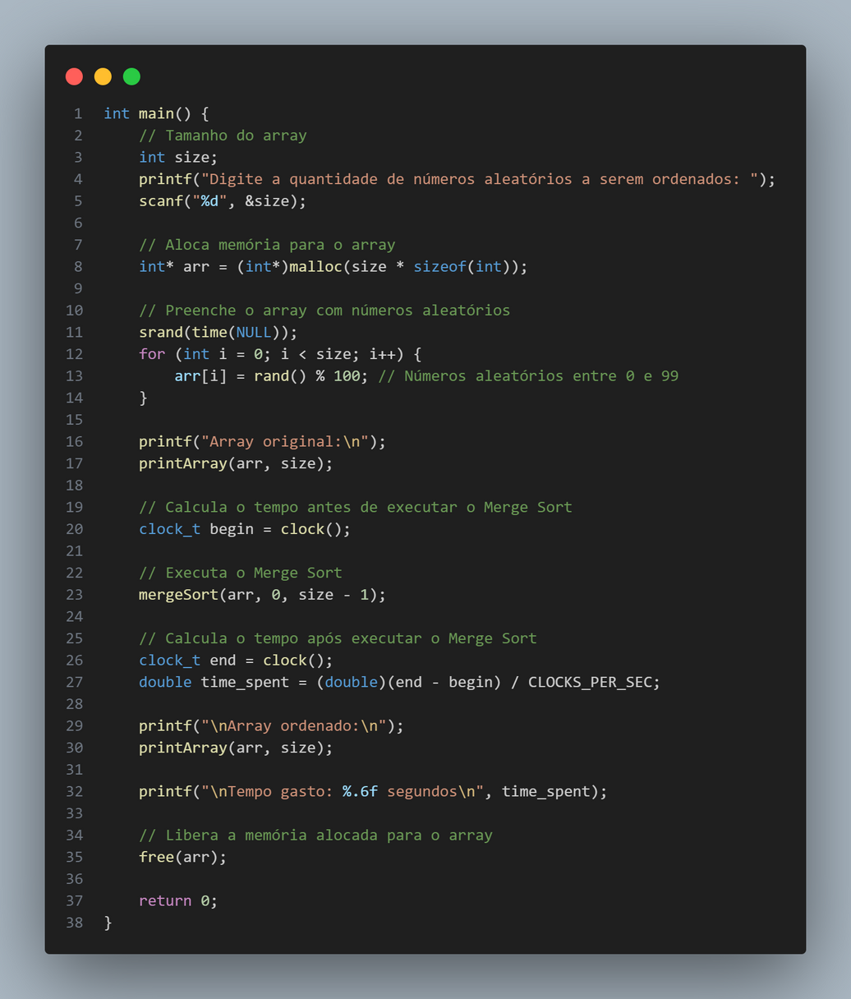 1 int main() {
2     // Tamanho do array
3     int size;
4     printf("Digite a quantidade de números aleatórios a serem ordenados: ");
5     scanf("%d", &size);
6
7     // Aloca memória para o array
8     int* arr = (int*)malloc(size * sizeof(int));
9
10     // Preenche o array com números aleatórios
11     srand(time(NULL));
12     for (int i = 0; i < size; i++) {
13         arr[i] = rand() % 100; // Números aleatórios entre 0 e 99
14     }
15
16     printf("Array original:\n");
17     printArray(arr, size);
18
19     // Calcula o tempo antes de executar o Merge Sort
20     clock_t begin = clock();
21
22     // Executa o Merge Sort
23     mergeSort(arr, 0, size - 1);
24
25     // Calcula o tempo após executar o Merge Sort
26     clock_t end = clock();
27     double time_spent = (double)(end - begin) / CLOCKS_PER_SEC;
28
29     printf("\nArray ordenado:\n");
30     printArray(arr, size);
31
32     printf("\nTempo gasto: %.6f segundos\n", time_spent);
33
34     // Libera a memória alocada para o array
35     free(arr);
36
37     return 0;
38 }